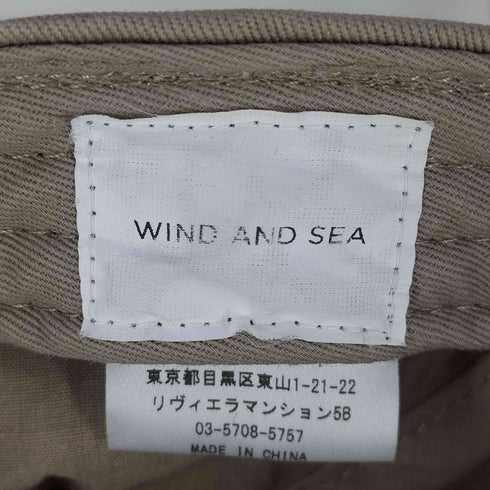 WIND AND SEA
東京都目黒区東山1-21-22
リヴィエラマンション5B
03-5708-5757
MADE IN CHINA